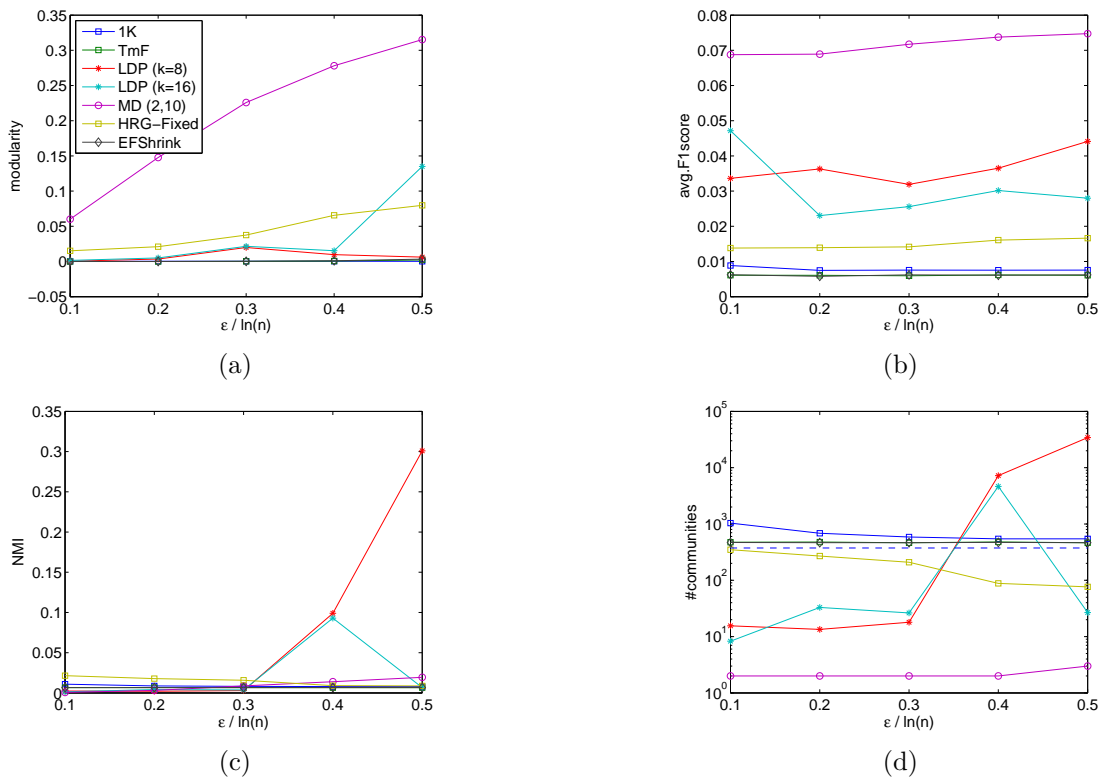 0.35
0.3
0.25
0.2
0.15
0.1
0.05
0
−0.05
modularity
1K
TmF
LDP (k=8)
LDP (k=16)
MD (2,10)
HRG−Fixed
EFShrink
0.1 0.2 0.3 0.4 0.5
ε / ln(n)
(a)
0.08
0.07
0.06
0.05
0.04
0.03
0.02
0.01
0
avg.F1score
0.1 0.2 0.3 0.4 0.5
ε / ln(n)
(b)
0.35
0.3
0.25
0.2
0.15
0.1
0.05
0
NMI
0.1 0.2 0.3 0.4 0.5
ε / ln(n)
(c)
10^5
10^4
10^3
10^2
10^1
10^0
#communities
0.1 0.2 0.3 0.4 0.5
ε / ln(n)
(d)